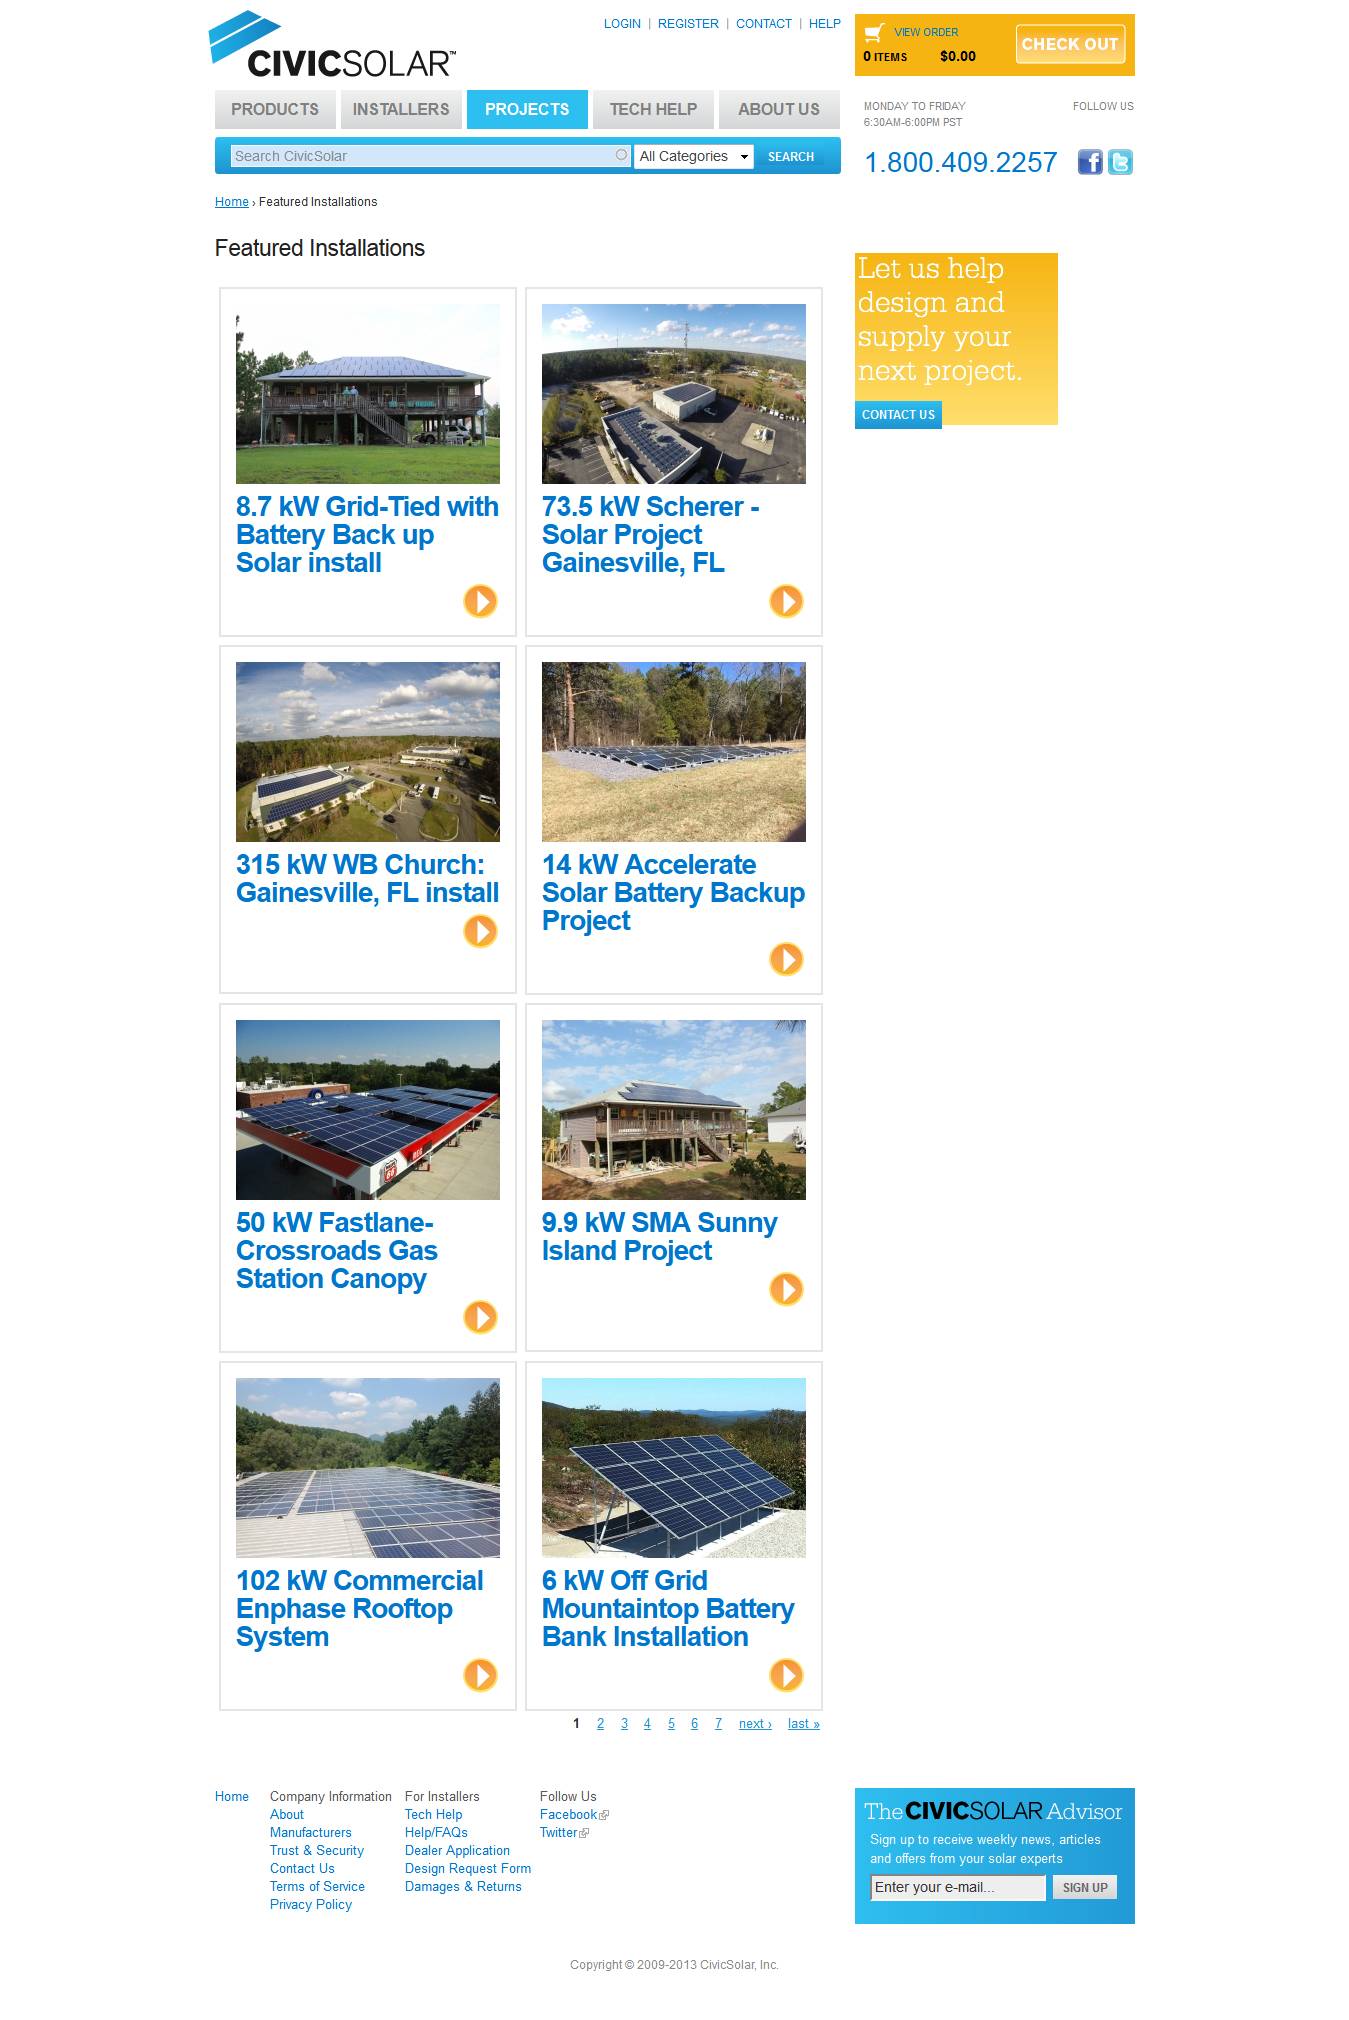 CIVICSOLAR™
LOGIN | REGISTER | CONTACT | HELP
VIEW ORDER
0 ITEMS $0.00
CHECK OUT
PRODUCTS INSTALLERS PROJECTS TECH HELP ABOUT US
MONDAY TO FRIDAY
6:30AM-6:00PM PST
FOLLOW US
Search CivicSolar All Categories SEARCH
1.800.409.2257
Home › Featured Installations
Featured Installations
Let us help
design and
supply your
next project.
CONTACT US
8.7 kW Grid-Tied with
Battery Back up
Solar install
73.5 kW Scherer -
Solar Project
Gainesville, FL
315 kW WB Church:
Gainesville, FL install
14 kW Accelerate
Solar Battery Backup
Project
50 kW Fastlane-
Crossroads Gas
Station Canopy
9.9 kW SMA Sunny
Island Project
102 kW Commercial
Enphase Rooftop
System
6 kW Off Grid
Mountaintop Battery
Bank Installation
1 2 3 4 5 6 7 next › last »
Home
Company Information
About
Manufacturers
Trust & Security
Contact Us
Terms of Service
Privacy Policy
For Installers
Tech Help
Help/FAQs
Dealer Application
Design Request Form
Damages & Returns
Follow Us
Facebook
Twitter
The CIVICSOLAR Advisor
Sign up to receive weekly news, articles
and offers from your solar experts
Enter your e-mail... SIGN UP
Copyright © 2009-2013 CivicSolar, Inc.